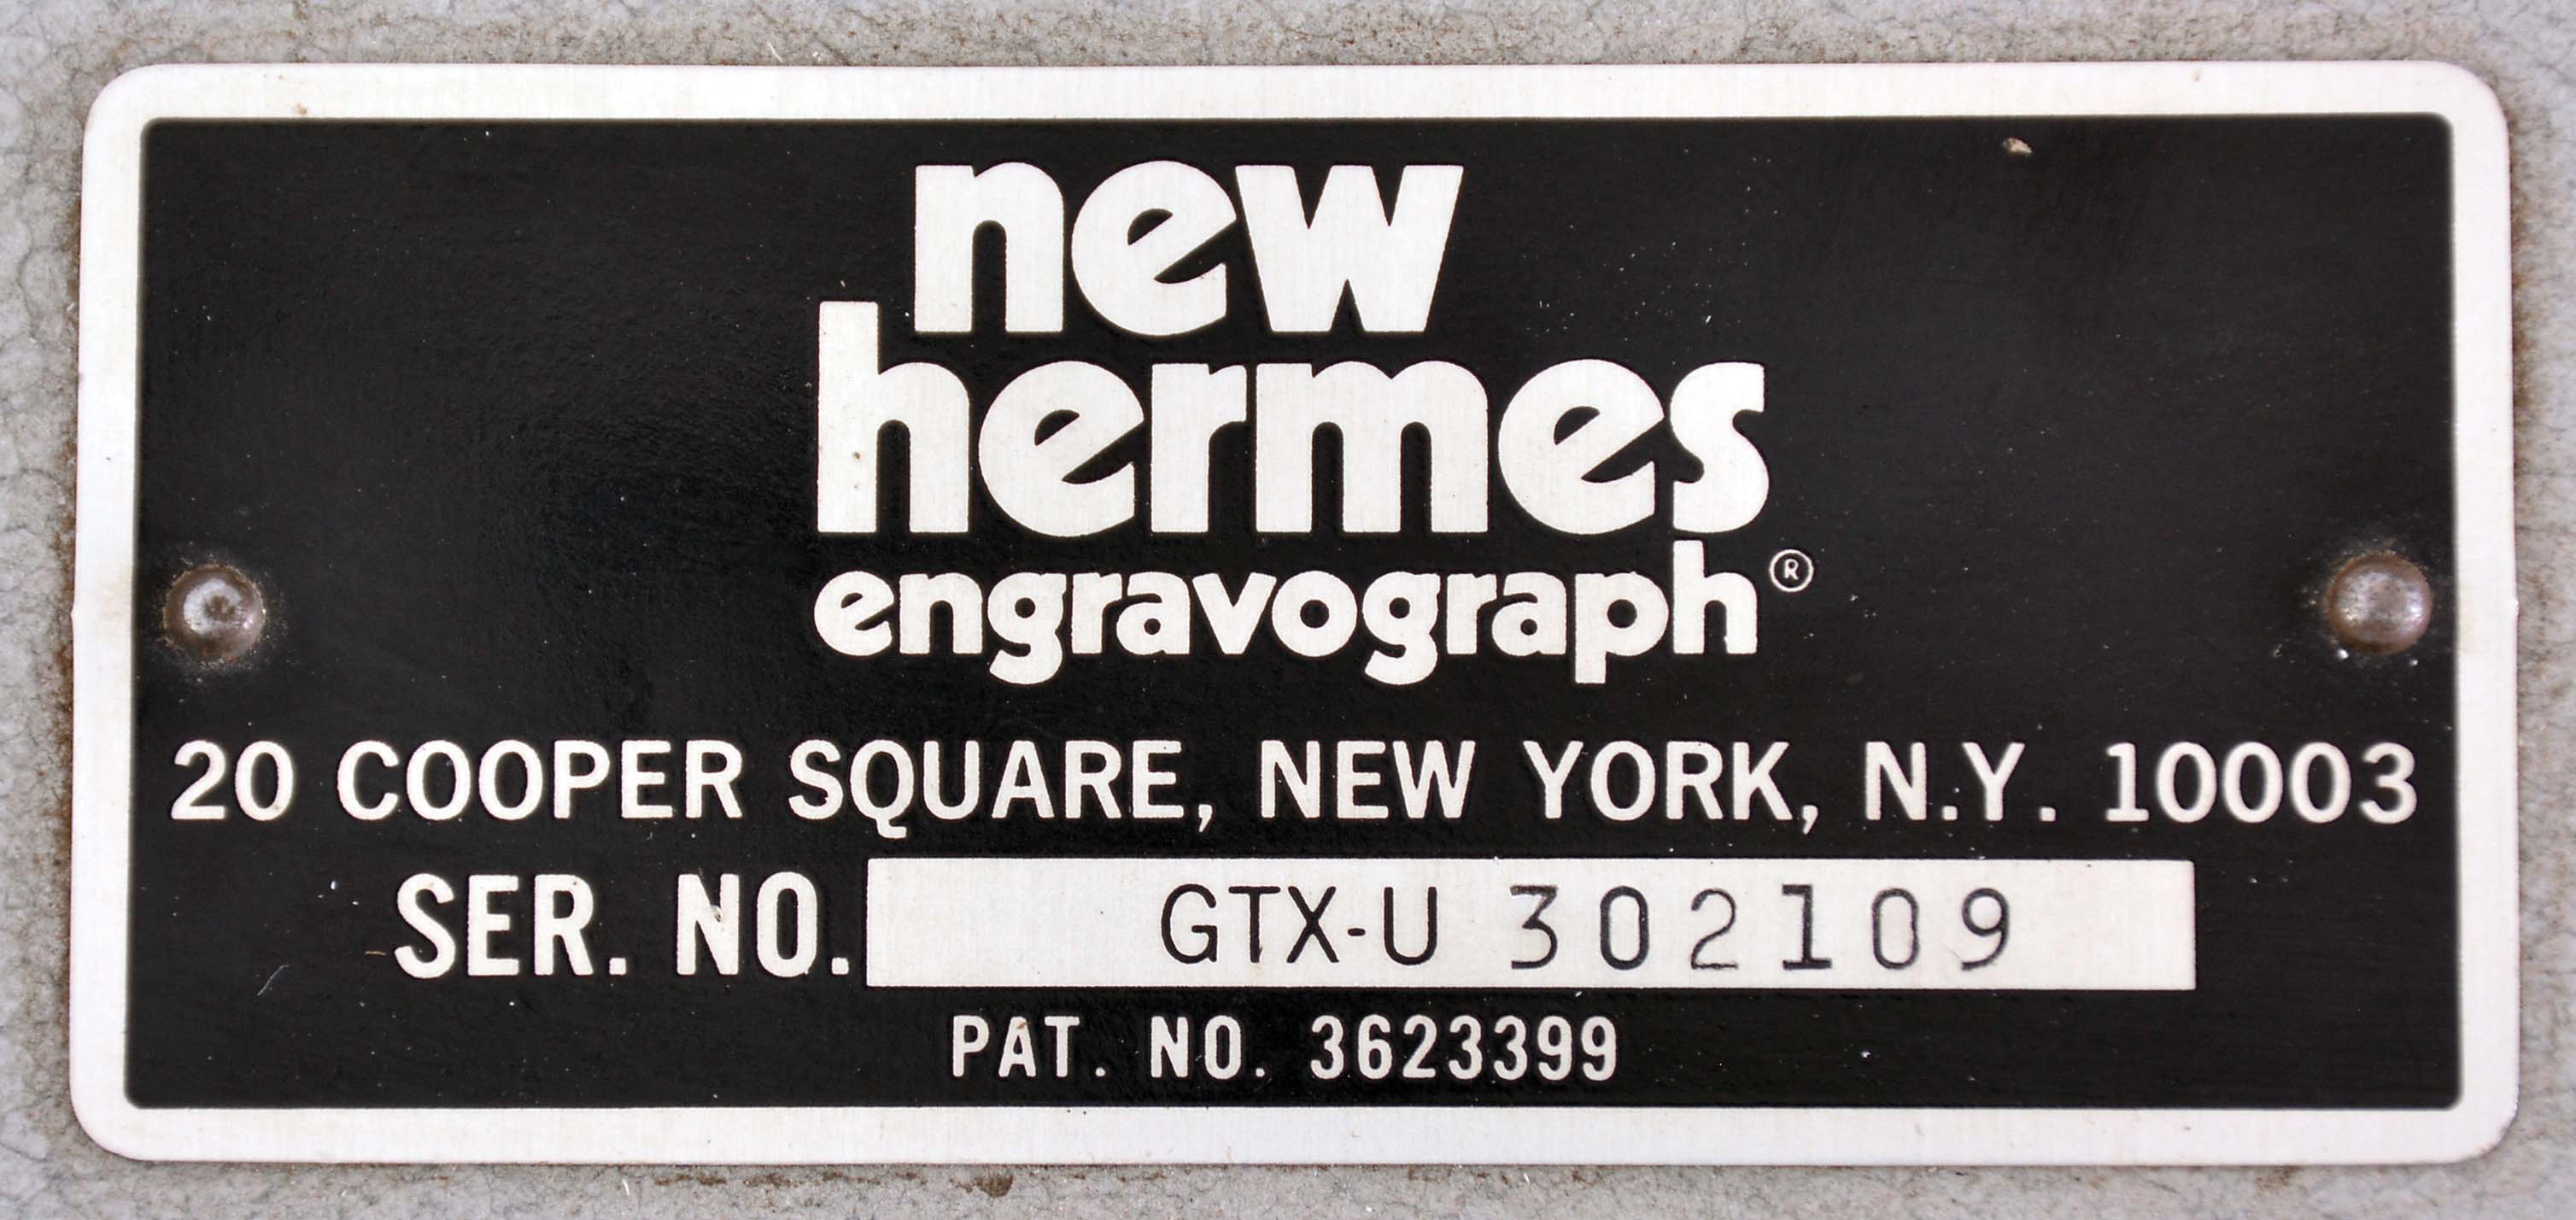 new
hermes
engravograph®
20 COOPER SQUARE, NEW YORK, N.Y. 10003
SER. NO. GTX-U 302109
PAT. NO. 3623399